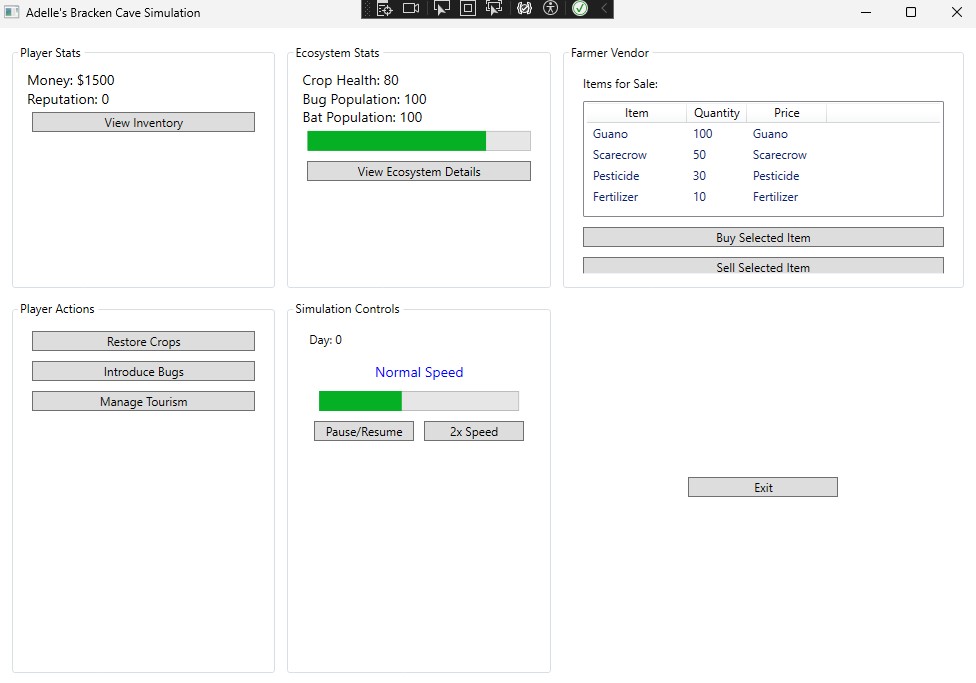 Adelle's Bracken Cave Simulation
Player Stats
Money: $1500
Reputation: 0
View Inventory
Ecosystem Stats
Crop Health: 80
Bug Population: 100
Bat Population: 100
View Ecosystem Details
Farmer Vendor
Items for Sale:
Item Quantity Price
Guano 100 Guano
Scarecrow 50 Scarecrow
Pesticide 30 Pesticide
Fertilizer 10 Fertilizer
Buy Selected Item
Sell Selected Item
Player Actions
Restore Crops
Introduce Bugs
Manage Tourism
Simulation Controls
Day: 0
Normal Speed
Pause/Resume 2x Speed
Exit